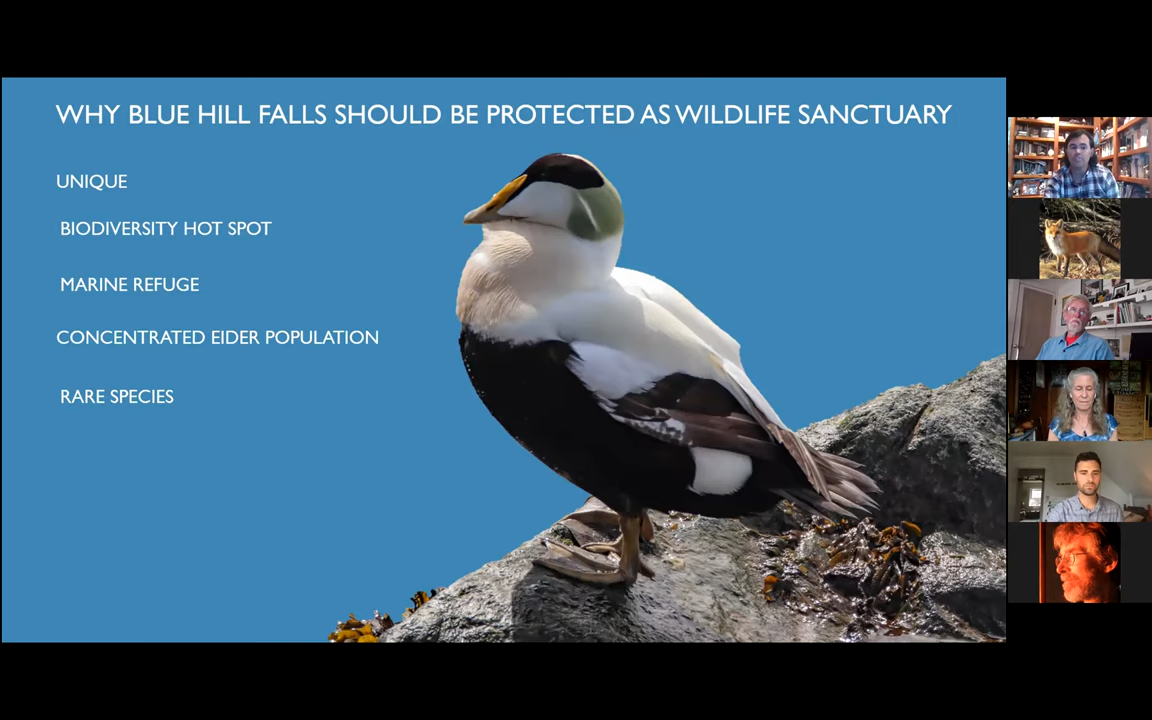 WHY BLUE HILL FALLS SHOULD BE PROTECTED AS WILDLIFE SANCTUARY
UNIQUE
BIODIVERSITY HOT SPOT
MARINE REFUGE
CONCENTRATED EIDER POPULATION
RARE SPECIES